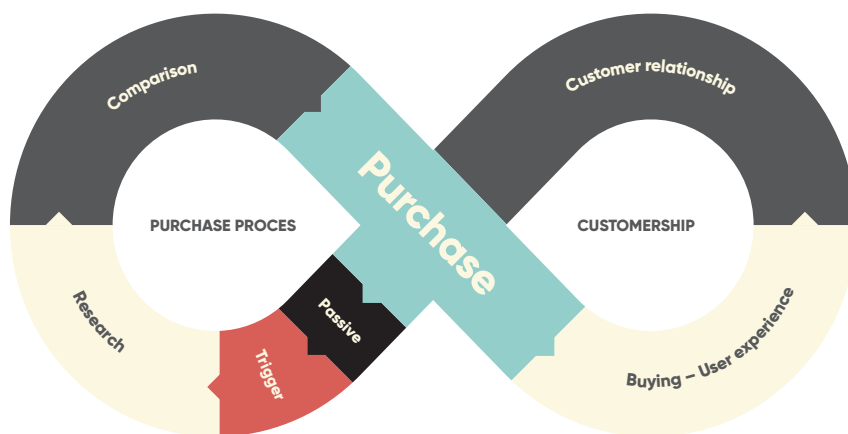 Comparison
Customer relationship
Purchase
PURCHASE PROCES
CUSTOMERSHIP
Research
Passive
Trigger
Buying – User experience